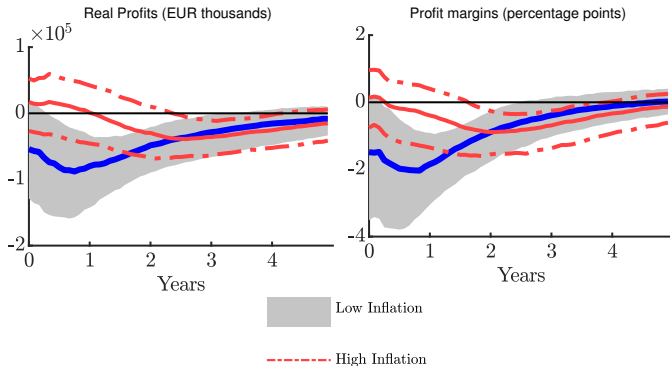 Real Profits (EUR thousands)
×10^5
1
0
-1
-2
0 1 2 3 4
Years
Profit margins (percentage points)
2
0
-2
-4
0 1 2 3 4
Years
Low Inflation
High Inflation